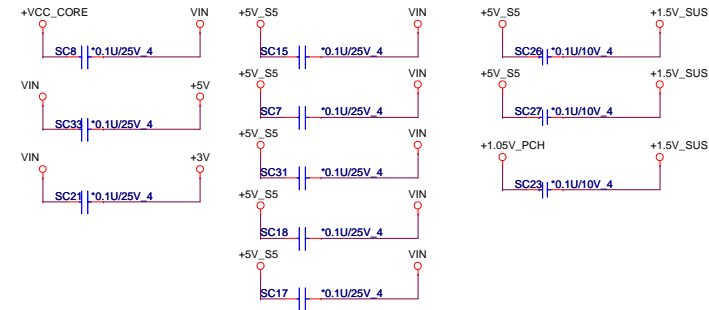 +VCC_CORE VIN
SC8 *0.1U/25V_4
VIN +5V
SC33 *0.1U/25V_4
VIN +3V
SC21 *0.1U/25V_4
+5V_S5 VIN
SC15 *0.1U/25V_4
+5V_S5 VIN
SC7 *0.1U/25V_4
+5V_S5 VIN
SC31 *0.1U/25V_4
+5V_S5 VIN
SC18 *0.1U/25V_4
+5V_S5 VIN
SC17 *0.1U/25V_4
+5V_S5 +1.5V_SUS
SC26 *0.1U/10V_4
+5V_S5 +1.5V_SUS
SC27 *0.1U/10V_4
+1.05V_PCH +1.5V_SUS
SC23 *0.1U/10V_4